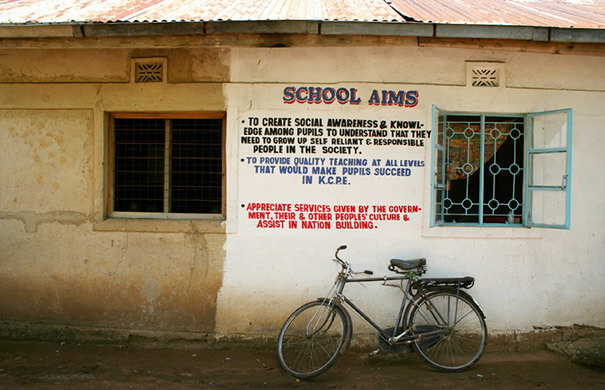 SCHOOL AIMS
• TO CREATE SOCIAL AWARENESS & KNOWL-
EDGE AMONG PUPILS TO UNDERSTAND THAT THEY
NEED TO GROW UP SELF RELIANT & RESPONSIBLE
PEOPLE IN THE SOCIETY.
• TO PROVIDE QUALITY TEACHING AT ALL LEVELS
THAT WOULD MAKE PUPILS SUCCEED
IN K.C.P.E.
• APPRECIATE SERVICES GIVEN BY THE GOVERN-
MENT, THEIR & OTHER PEOPLES' CULTURE &
ASSIST IN NATION BUILDING.